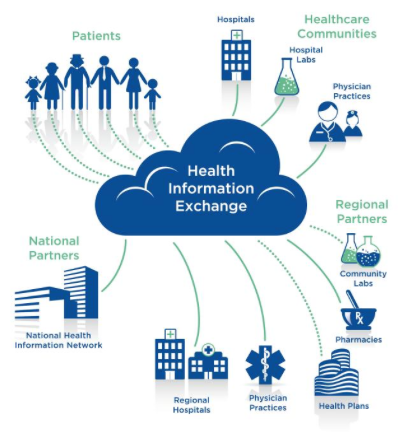 Patients
Hospitals
Healthcare
Communities
Hospital
Labs
Physician
Practices
Health
Information
Exchange
Regional
Partners
Community
Labs
Rx
Pharmacies
National
Partners
National Health
Information Network
Regional
Hospitals
Physician
Practices
Health Plans